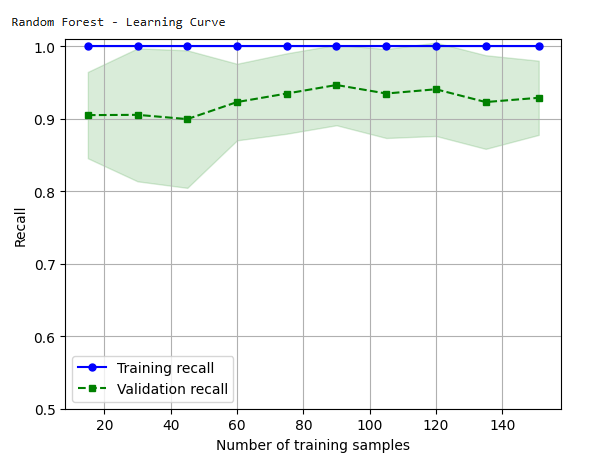 Random Forest - Learning Curve
1.0
0.9
0.8
0.7
0.6
0.5
Recall
Training recall
Validation recall
20 40 60 80 100 120 140
Number of training samples